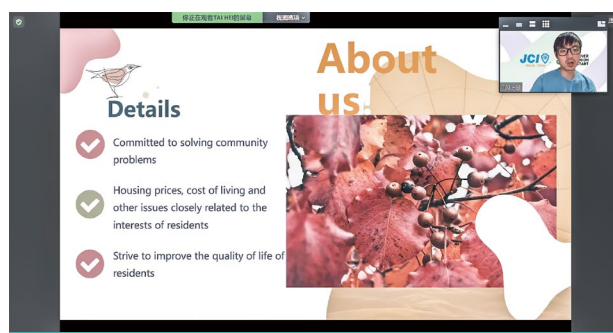 你正在观看TAI HEI的屏幕 视图选项
About
us
Details
Committed to solving community
problems
Housing prices, cost of living and
other issues closely related to the
interests of residents
Strive to improve the quality of life of
residents
JCI